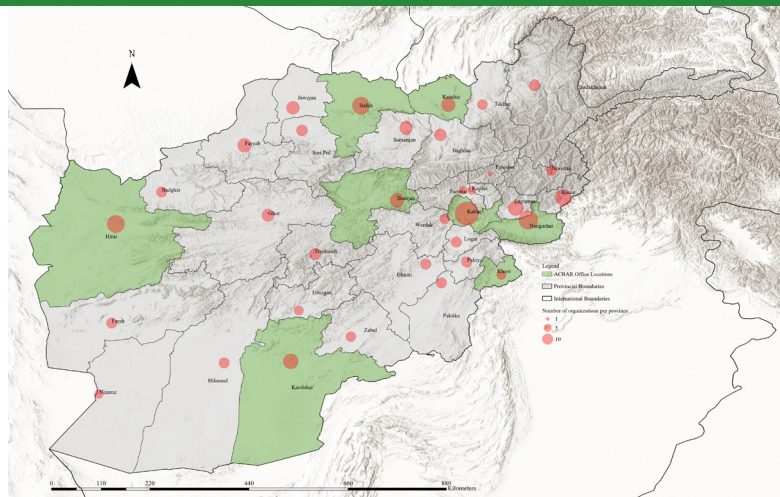 N
Jawzjan
Balkh
Kunduz
Takhar
Badakhshan
Faryab
Sari Pul
Samangan
Baghlan
Panjsher
Nuristan
Badghis
Bamyan
Parwan
Kapisa
Laghman
Kunar
Hirat
Ghor
Wardak
Kabul
Nangarhar
Logar
Daykundi
Ghazni
Paktya
Khost
Uruzgan
Paktika
Farah
Zabul
Nimroz
Hilmand
Kandahar
Legend
ACBAR Office Locations
Provincial Boundaries
International Boundaries
Number of organizations per province
1
5
10
0 110 220 440 660 880
Kilometers